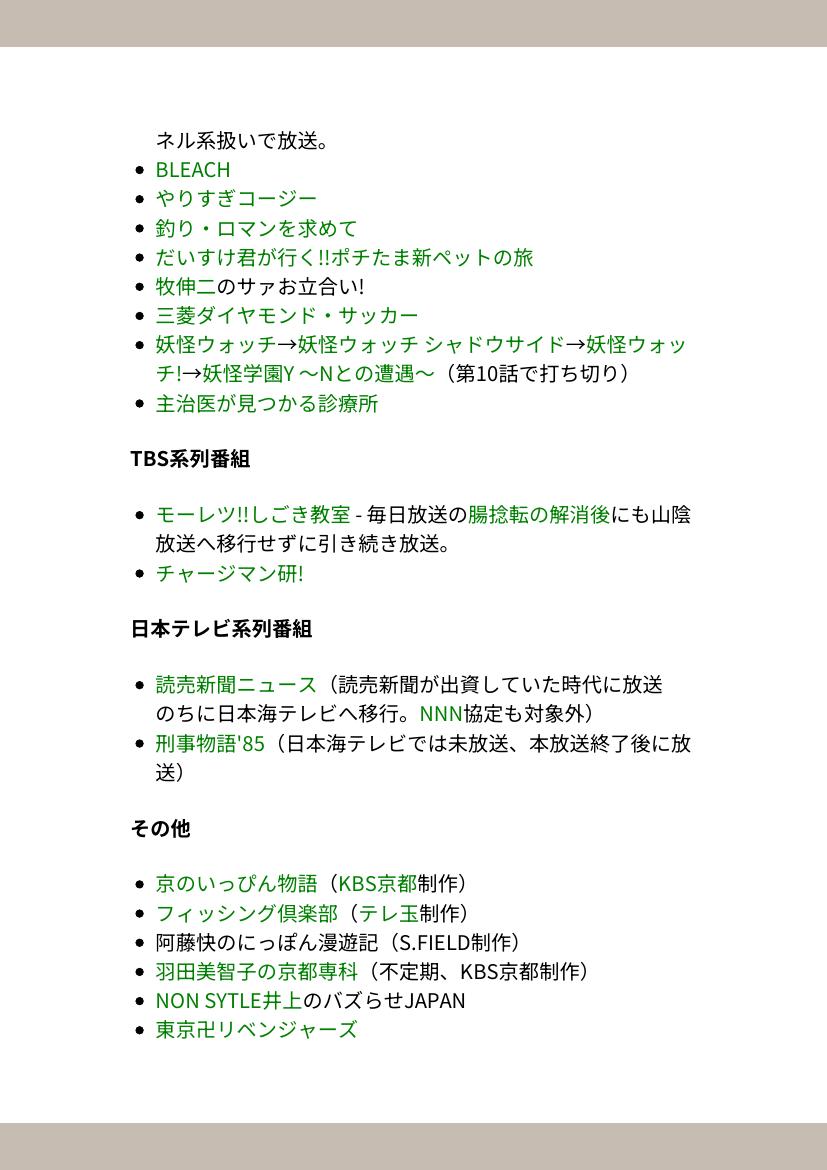 ネル系扱いで放送。
• BLEACH
• やりすぎコージー
• 釣り・ロマンを求めて
• だいすけ君が行く!!ポチたま新ペットの旅
• 牧伸二のサァお立合い!
• 三菱ダイヤモンド・サッカー
• 妖怪ウォッチ→妖怪ウォッチ シャドウサイド→妖怪ウォッ
チ!→妖怪学園Y 〜Nとの遭遇〜（第10話で打ち切り）
• 主治医が見つかる診療所
TBS系列番組
• モーレツ!!しごき教室 - 毎日放送の腸捻転の解消後にも山陰
放送へ移行せずに引き続き放送。
• チャージマン研!
日本テレビ系列番組
• 読売新聞ニュース（読売新聞が出資していた時代に放送
のちに日本海テレビへ移行。NNN協定も対象外）
• 刑事物語'85（日本海テレビでは未放送、本放送終了後に放
送）
その他
• 京のいっぴん物語（KBS京都制作）
• フィッシング倶楽部（テレ玉制作）
• 阿藤快のにっぽん漫遊記（S.FIELD制作）
• 羽田美智子の京都専科（不定期、KBS京都制作）
• NON SYTLE井上のバズらせJAPAN
• 東京卍リベンジャーズ